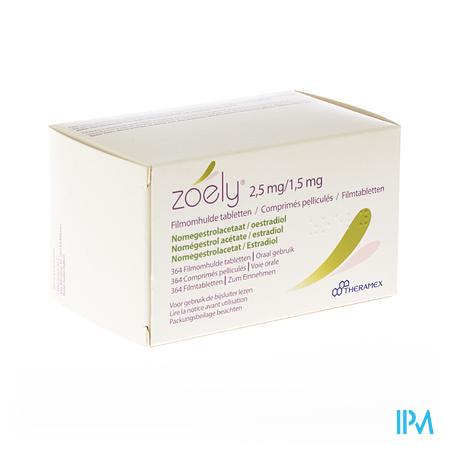 zoely® 2,5 mg/1,5 mg
Filmomhulde tabletten / Comprimés pelliculés / Filmtabletten
Nomegestrolacetaat / oestradiol
Nomégestrol acétate / estradiol
Nomegestrolacetat / Estradiol
364 Filmomhulde tabletten | Oraal gebruik
364 Comprimés pelliculés | Voie orale
364 Filmtabletten | Zum Einnehmen
Voor gebruik de bijsluiter lezen
Lire la notice avant utilisation
Packungsbeilage beachten
THERAMEX
IPM